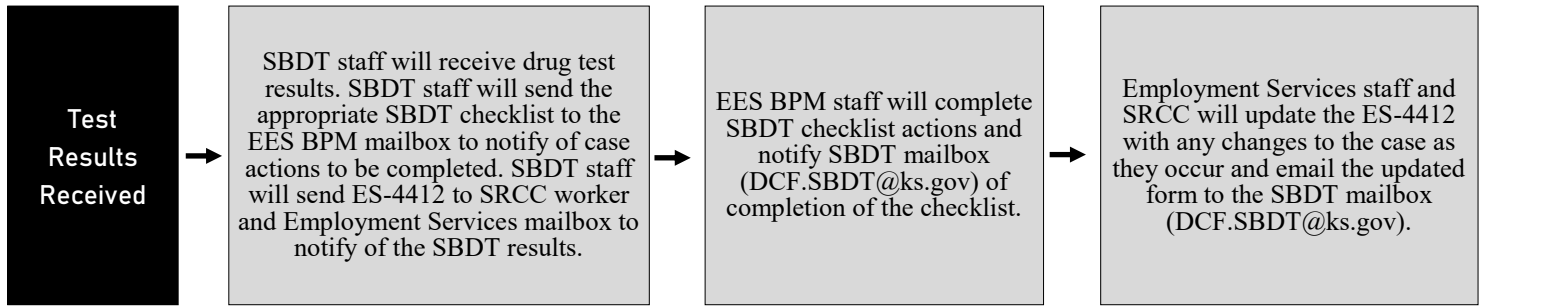 Test
Results
Received
SBDT staff will receive drug test
results. SBDT staff will send the
appropriate SBDT checklist to the
EES BPM mailbox to notify of case
actions to be completed. SBDT staff
will send ES-4412 to SRCC worker
and Employment Services mailbox to
notify of the SBDT results.
EES BPM staff will complete
SBDT checklist actions and
notify SBDT mailbox
(DCF.SBDT@ks.gov) of
completion of the checklist.
Employment Services staff and
SRCC will update the ES-4412
with any changes to the case as
they occur and email the updated
form to the SBDT mailbox
(DCF.SBDT@ks.gov).